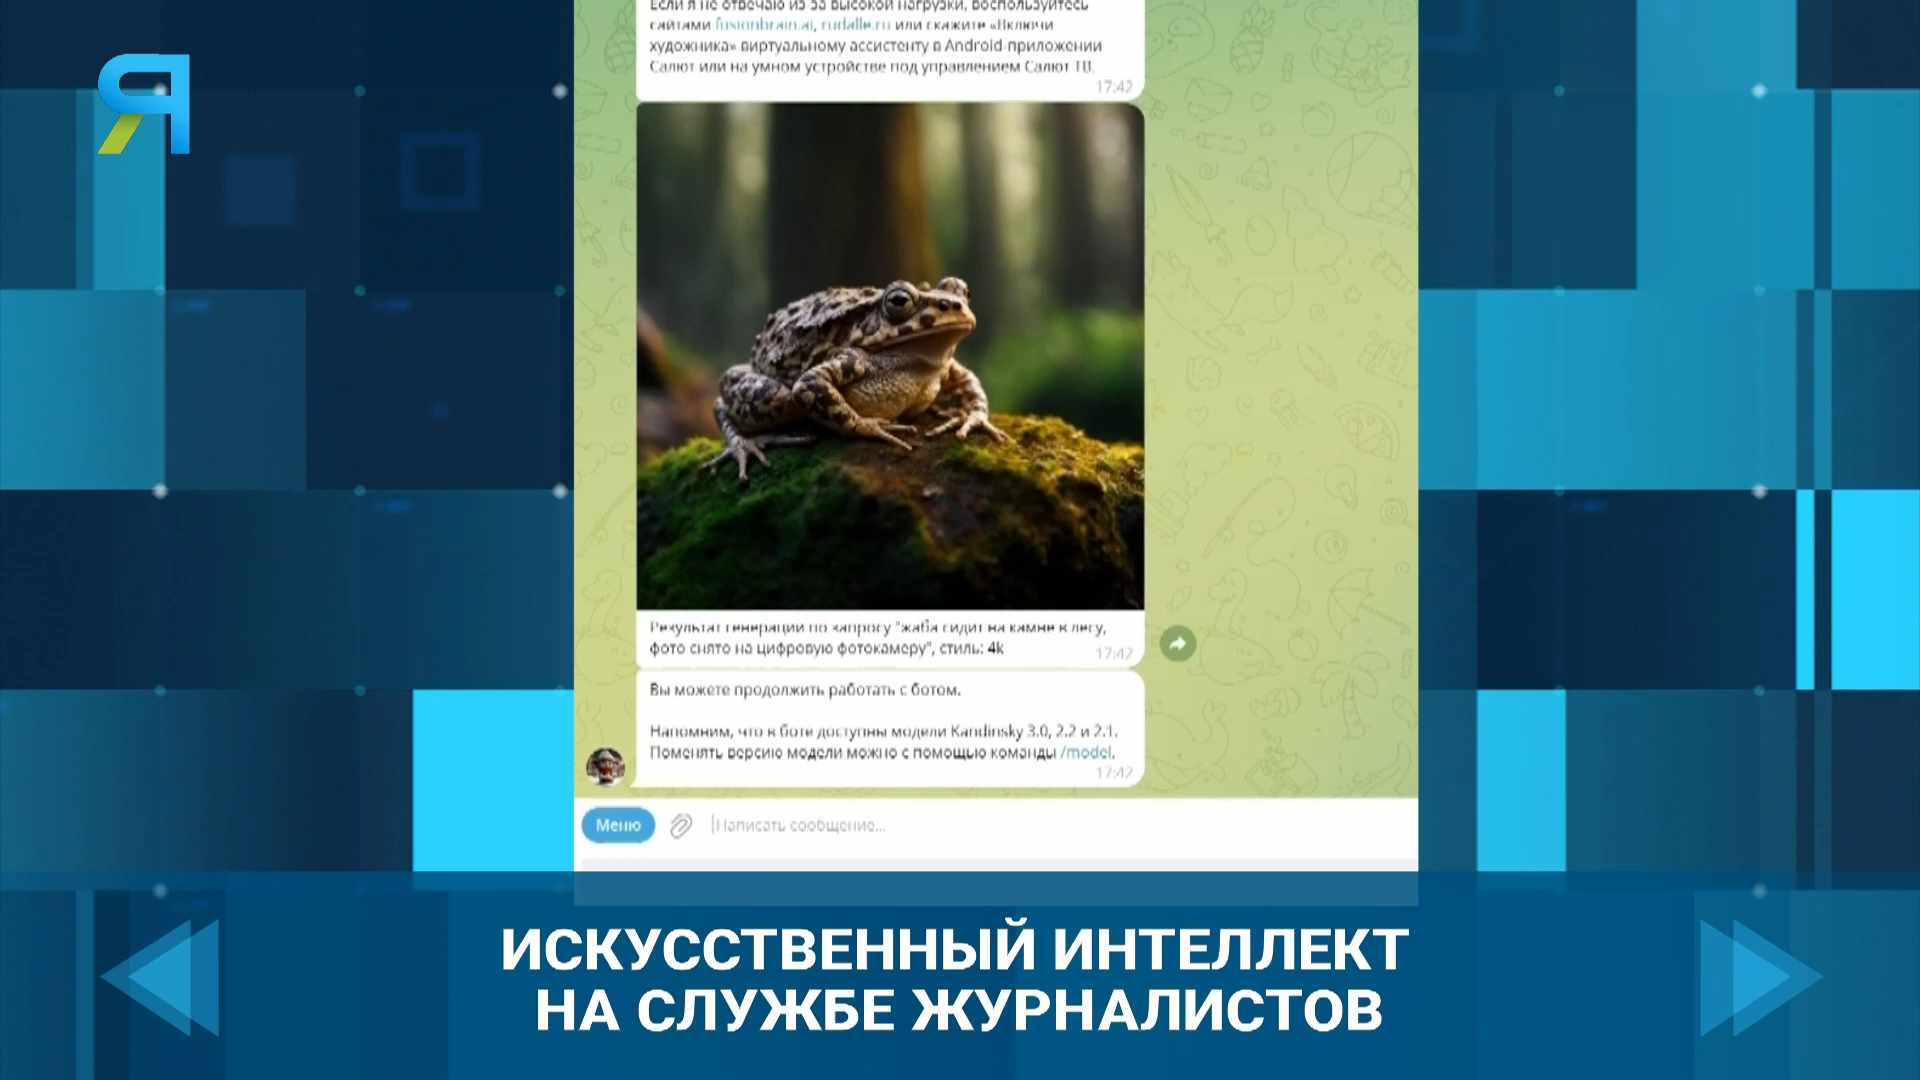 Я
Если я не отвечаю из-за высокой нагрузки, воспользуйтесь
сайтами fusionbrain.ai, rudalle.ru или скажите «Включи
художника» виртуальному ассистенту в Android-приложении
Салют или на умном устройстве под управлением Салют ТВ.
17:42
Результат генерации по запросу "жаба сидит на камне в лесу,
фото снято на цифровую фотокамеру", стиль: 4k
17:42
Вы можете продолжить работать с ботом.
Напомним, что в боте доступны модели Kandinsky 3.0, 2.2 и 2.1.
Поменять версию модели можно с помощью команды /model.
17:42
Меню
Написать сообщение...
ИСКУССТВЕННЫЙ ИНТЕЛЛЕКТ
НА СЛУЖБЕ ЖУРНАЛИСТОВ